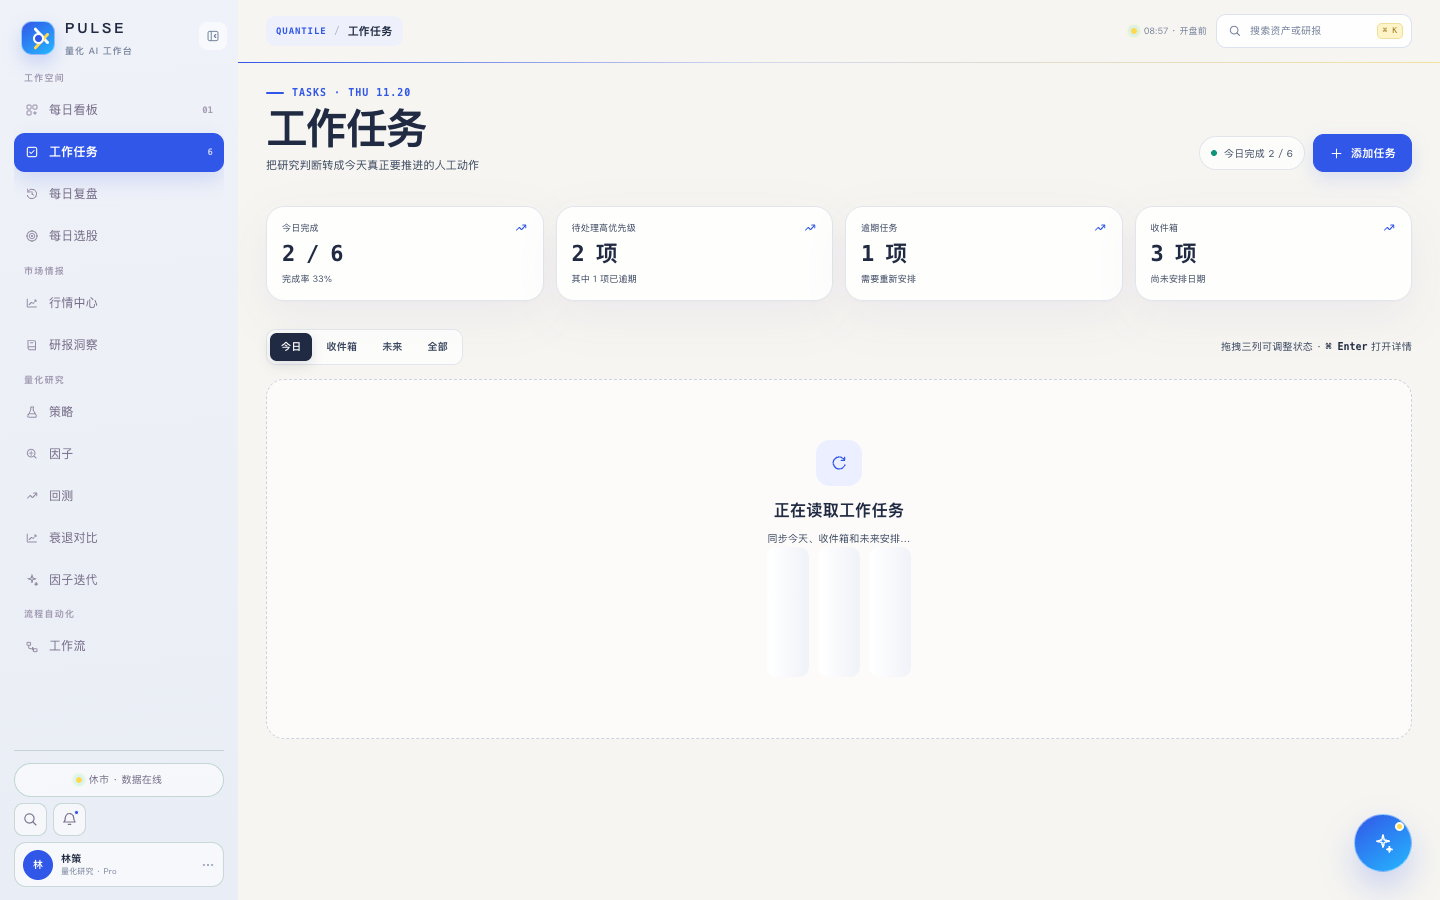 PULSE
量化 AI 工作台
工作空间
每日看板 01
工作任务 6
每日复盘
每日选股
市场情报
行情中心
研报洞察
量化研究
策略
因子
回测
衰退对比
因子迭代
流程自动化
工作流
休市 · 数据在线
林
林策
量化研究 · Pro
QUANTILE / 工作任务
08:57 · 开盘前
搜索资产或研报 ⌘ K
TASKS · THU 11.20
工作任务
把研究判断转成今天真正要推进的人工动作
今日完成 2 / 6
添加任务
今日完成
2 / 6
完成率 33%
待处理高优先级
2 项
其中 1 项已逾期
逾期任务
1 项
需要重新安排
收件箱
3 项
尚未安排日期
今日 收件箱 未来 全部
拖拽三列可调整状态 · ⌘ Enter 打开详情
正在读取工作任务
同步今天、收件箱和未来安排...